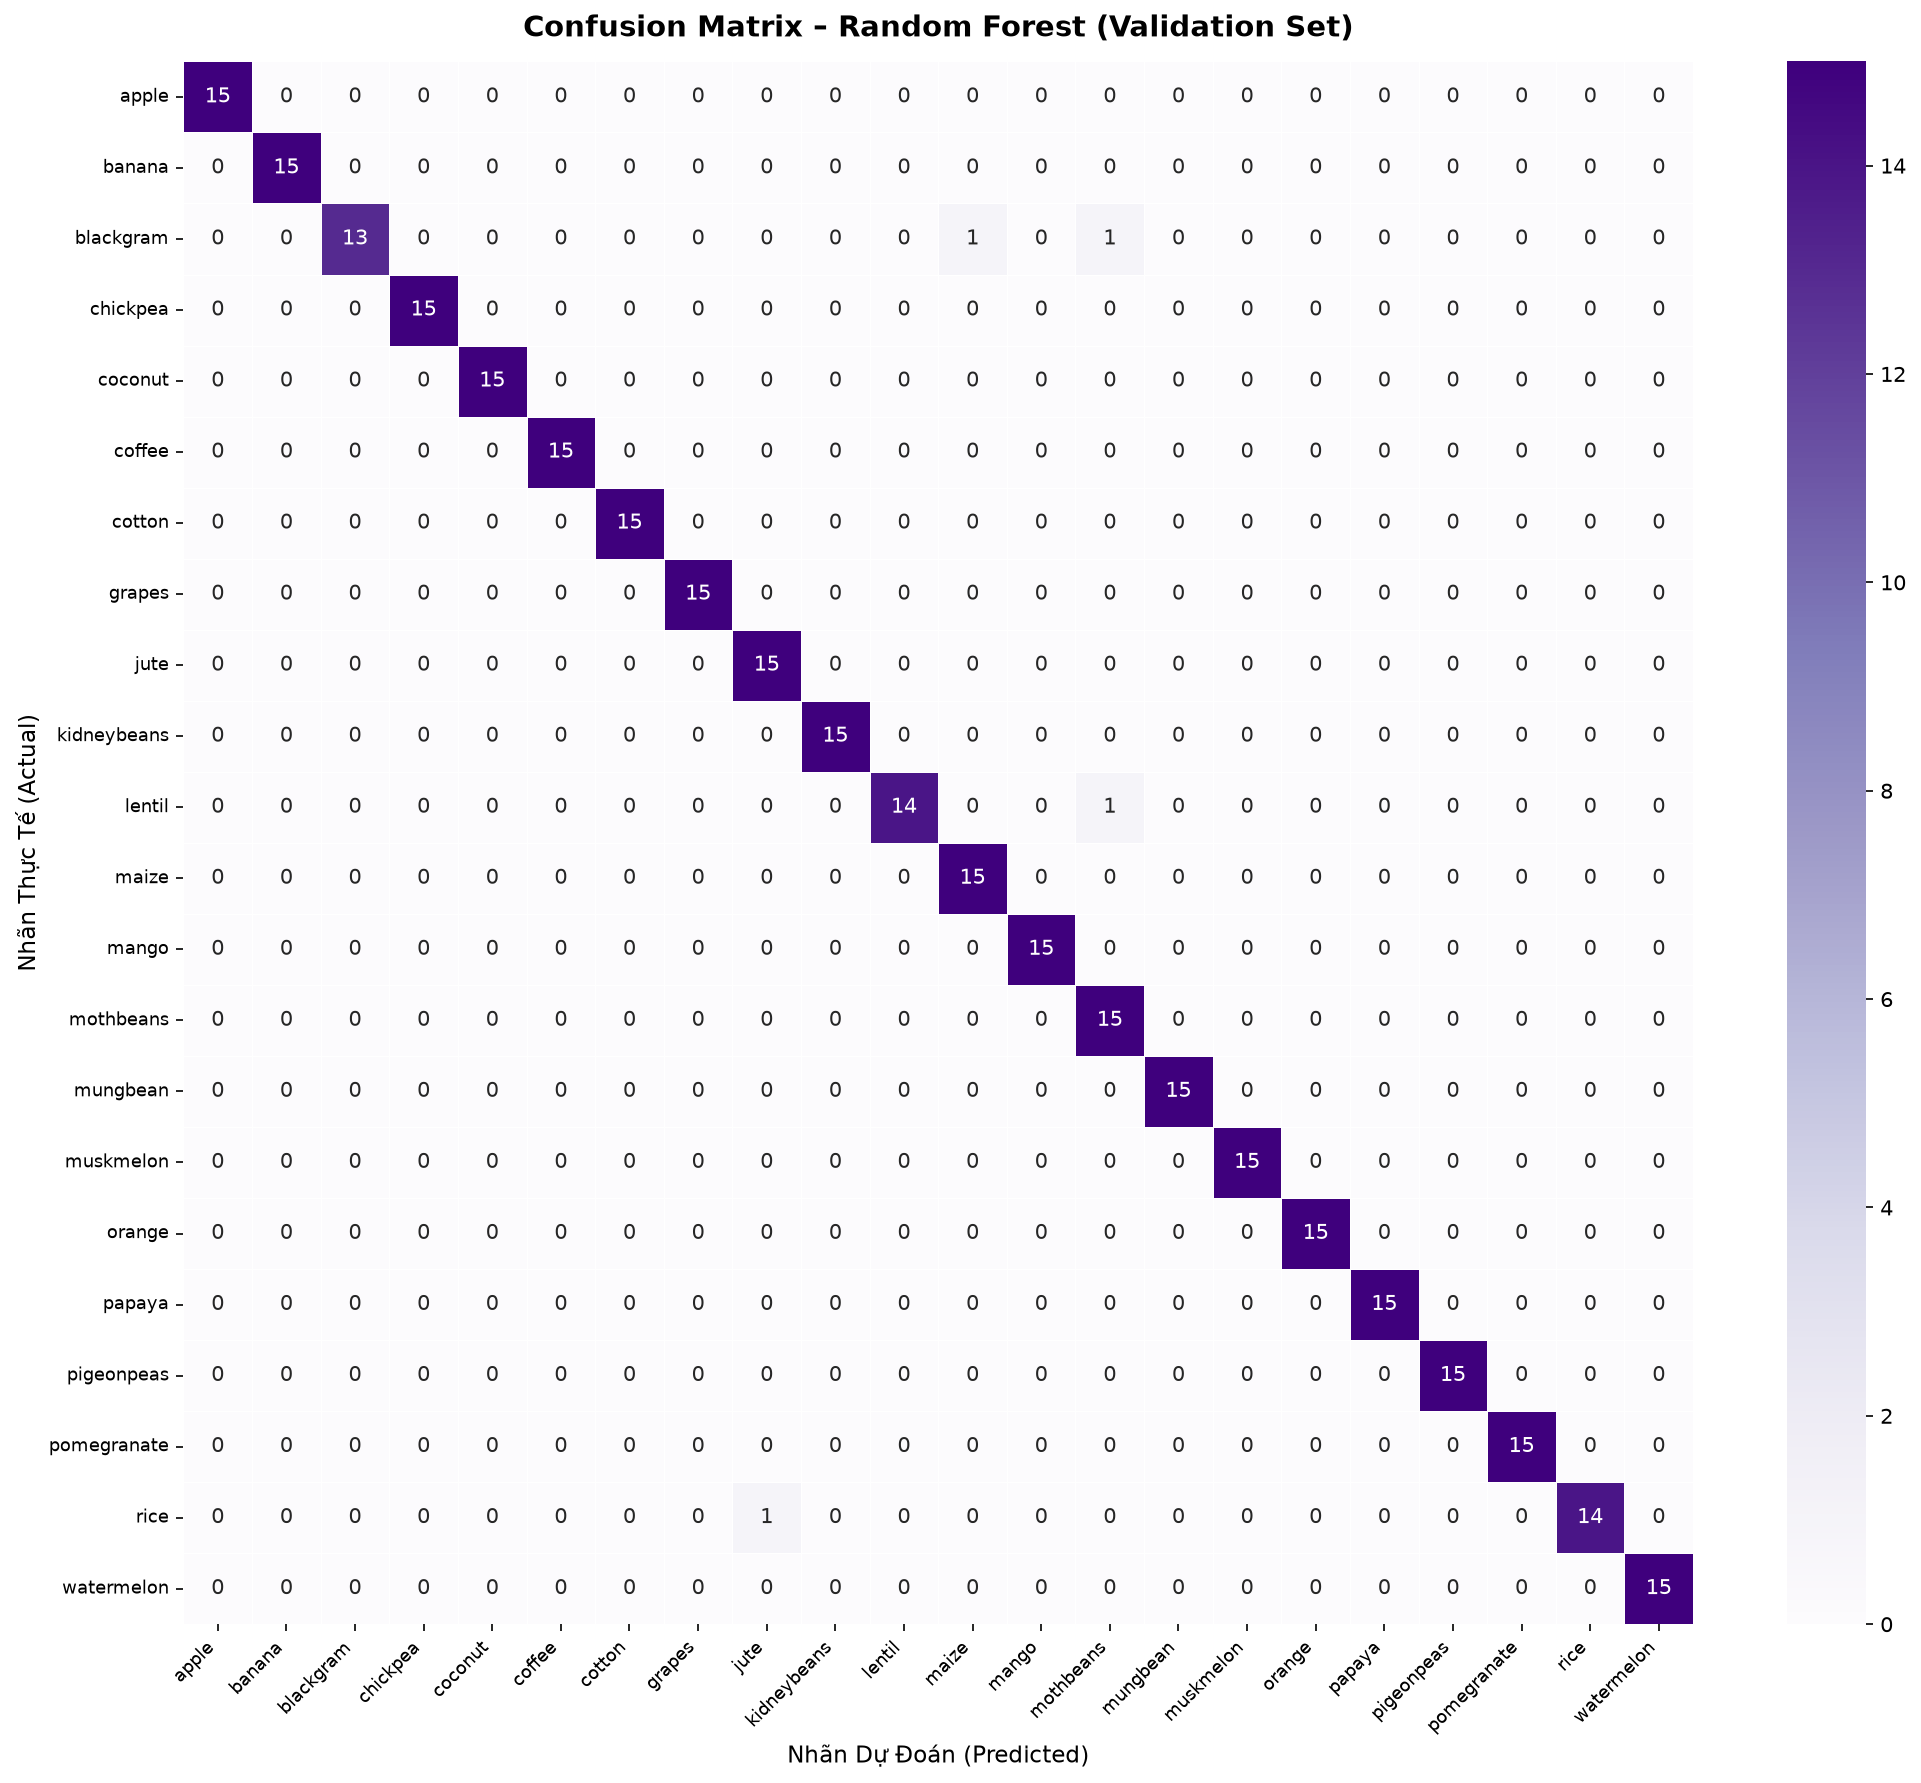 Confusion Matrix – Random Forest (Validation Set)
Nhãn Thực Tế (Actual)
apple 15 0 0 0 0 0 0 0 0 0 0 0 0 0 0 0 0 0 0 0 0 0
banana 0 15 0 0 0 0 0 0 0 0 0 0 0 0 0 0 0 0 0 0 0 0
blackgram 0 0 13 0 0 0 0 0 0 0 0 1 0 1 0 0 0 0 0 0 0 0
chickpea 0 0 0 15 0 0 0 0 0 0 0 0 0 0 0 0 0 0 0 0 0 0
coconut 0 0 0 0 15 0 0 0 0 0 0 0 0 0 0 0 0 0 0 0 0 0
coffee 0 0 0 0 0 15 0 0 0 0 0 0 0 0 0 0 0 0 0 0 0 0
cotton 0 0 0 0 0 0 15 0 0 0 0 0 0 0 0 0 0 0 0 0 0 0
grapes 0 0 0 0 0 0 0 15 0 0 0 0 0 0 0 0 0 0 0 0 0 0
jute 0 0 0 0 0 0 0 0 15 0 0 0 0 0 0 0 0 0 0 0 0 0
kidneybeans 0 0 0 0 0 0 0 0 0 15 0 0 0 0 0 0 0 0 0 0 0 0
lentil 0 0 0 0 0 0 0 0 0 0 14 0 0 1 0 0 0 0 0 0 0 0
maize 0 0 0 0 0 0 0 0 0 0 0 15 0 0 0 0 0 0 0 0 0 0
mango 0 0 0 0 0 0 0 0 0 0 0 0 15 0 0 0 0 0 0 0 0 0
mothbeans 0 0 0 0 0 0 0 0 0 0 0 0 0 15 0 0 0 0 0 0 0 0
mungbean 0 0 0 0 0 0 0 0 0 0 0 0 0 0 15 0 0 0 0 0 0 0
muskmelon 0 0 0 0 0 0 0 0 0 0 0 0 0 0 0 15 0 0 0 0 0 0
orange 0 0 0 0 0 0 0 0 0 0 0 0 0 0 0 0 15 0 0 0 0 0
papaya 0 0 0 0 0 0 0 0 0 0 0 0 0 0 0 0 0 15 0 0 0 0
pigeonpeas 0 0 0 0 0 0 0 0 0 0 0 0 0 0 0 0 0 0 15 0 0 0
pomegranate 0 0 0 0 0 0 0 0 0 0 0 0 0 0 0 0 0 0 0 15 0 0
rice 0 0 0 0 0 0 0 0 1 0 0 0 0 0 0 0 0 0 0 0 14 0
watermelon 0 0 0 0 0 0 0 0 0 0 0 0 0 0 0 0 0 0 0 0 0 15
apple banana blackgram chickpea coconut coffee cotton grapes jute kidneybeans lentil maize mango mothbeans mungbean muskmelon orange papaya pigeonpeas pomegranate rice watermelon
Nhãn Dự Đoán (Predicted)
14
12
10
8
6
4
2
0